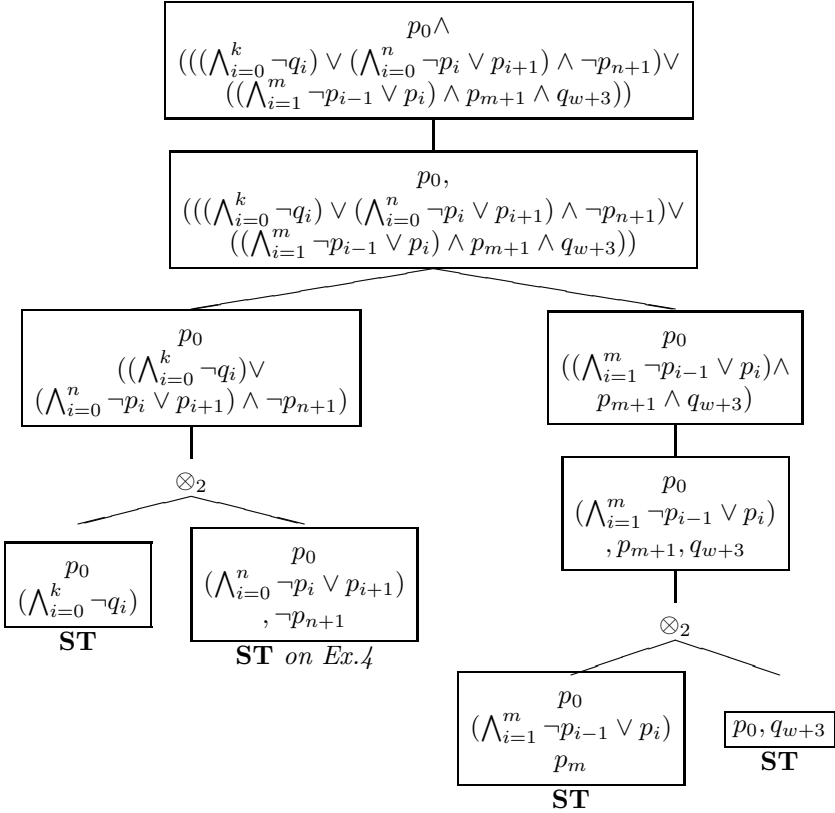 p_0∧
(((⋀_{i=0}^{k} ¬q_i) ∨ (⋀_{i=0}^{n} ¬p_i ∨ p_{i+1}) ∧ ¬p_{n+1})∨
((⋀_{i=1}^{m} ¬p_{i−1} ∨ p_i) ∧ p_{m+1} ∧ q_{w+3}))
p_0,
(((⋀_{i=0}^{k} ¬q_i) ∨ (⋀_{i=0}^{n} ¬p_i ∨ p_{i+1}) ∧ ¬p_{n+1})∨
((⋀_{i=1}^{m} ¬p_{i−1} ∨ p_i) ∧ p_{m+1} ∧ q_{w+3}))
p_0
((⋀_{i=0}^{k} ¬q_i)∨
(⋀_{i=0}^{n} ¬p_i ∨ p_{i+1}) ∧ ¬p_{n+1})
p_0
((⋀_{i=1}^{m} ¬p_{i−1} ∨ p_i)∧
p_{m+1} ∧ q_{w+3})
⊗_2
p_0
(⋀_{i=0}^{k} ¬q_i)
ST
p_0
(⋀_{i=0}^{n} ¬p_i ∨ p_{i+1})
, ¬p_{n+1}
ST on Ex.4
p_0
(⋀_{i=1}^{m} ¬p_{i−1} ∨ p_i)
, p_{m+1}, q_{w+3}
⊗_2
p_0
(⋀_{i=1}^{m} ¬p_{i−1} ∨ p_i)
p_m
ST
p_0, q_{w+3}
ST